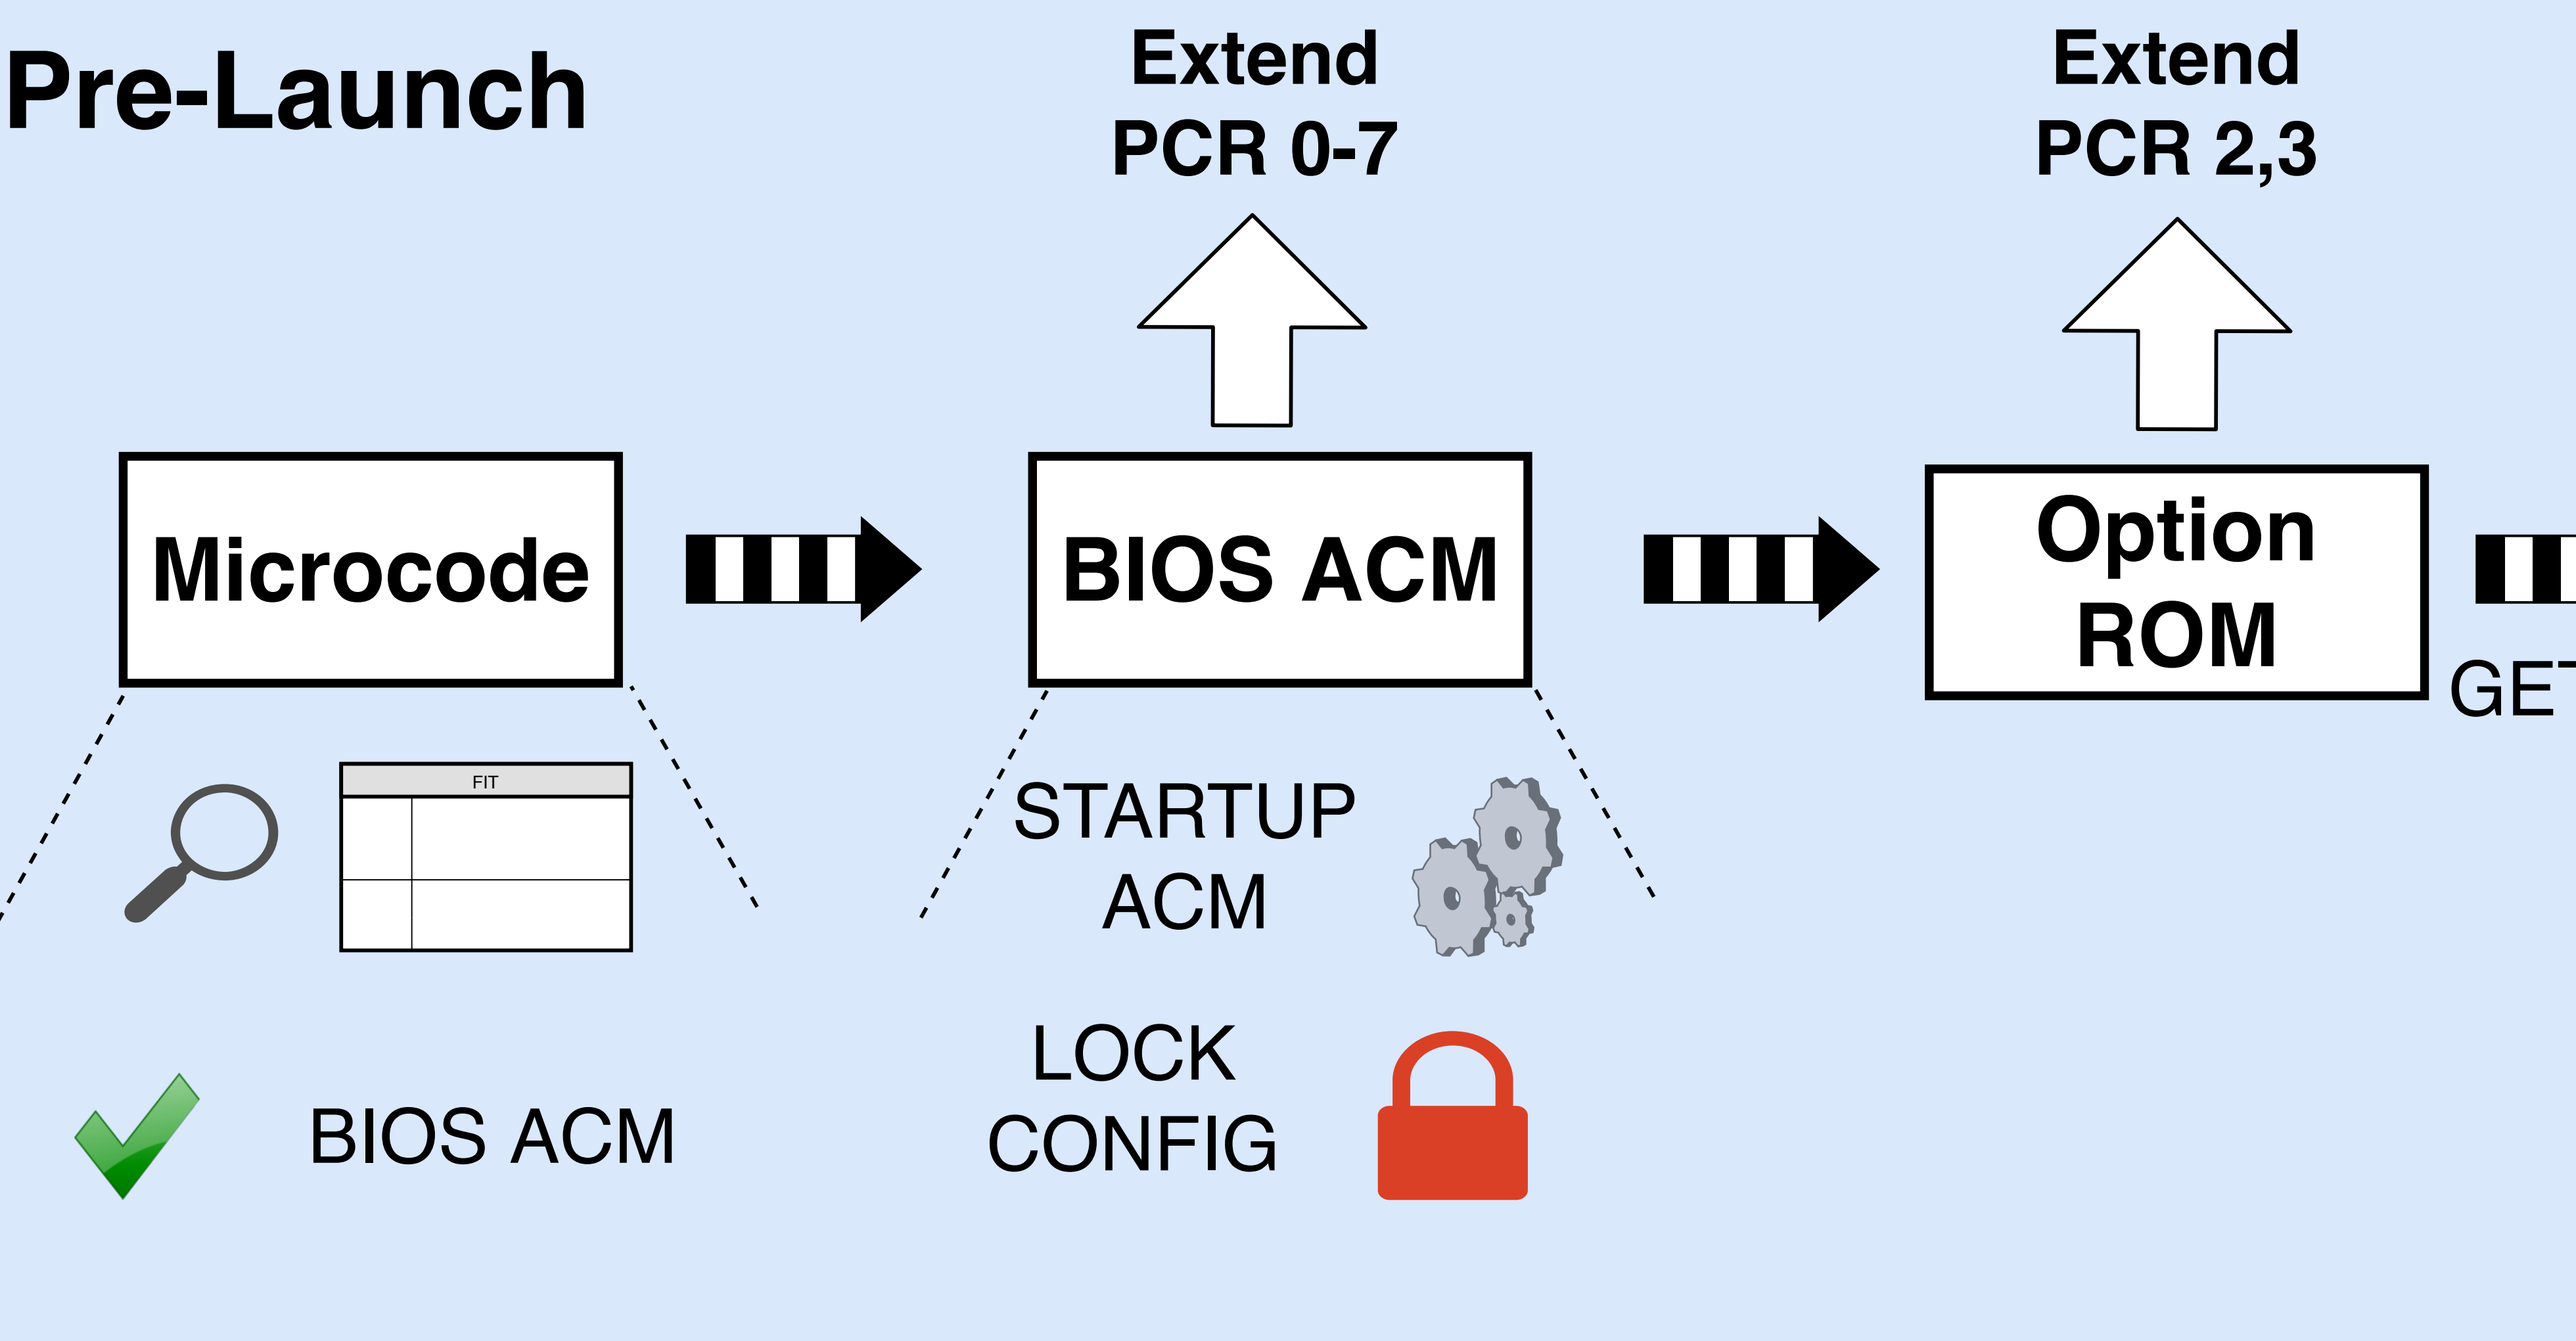 Pre-Launch
Extend
PCR 0-7
Extend
PCR 2,3
Microcode
BIOS ACM
Option
ROM
GET
FIT
STARTUP
ACM
BIOS ACM
LOCK
CONFIG